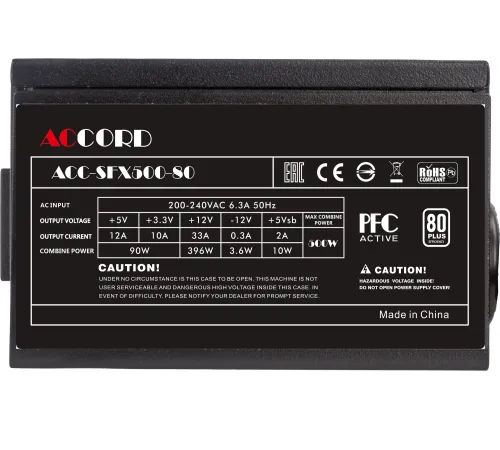 ACCORD
ACC-SFX500-80
EAC CE RoHS COMPLIANT Pb
AC INPUT 200-240VAC 6.3A 50Hz
OUTPUT VOLTAGE +5V +3.3V +12V -12V +5Vsb MAX COMBINE POWER
OUTPUT CURRENT 12A 10A 33A 0.3A 2A 500W
COMBINE POWER 90W 396W 3.6W 10W
PFC
ACTIVE
80
PLUS
CAUTION!
UNDER NO CIRCUMSTANCE IS THIS CASE TO BE OPEN. THIS MEANING IS NOT
USER SERVICEABLE AND DANGEROUS HIGH VOLTAGE INSIDE THIS CASE. IN
EVENT OF DIFFICULTY, PLEASE NOTIFY YOUR DEALER FOR PROMPT SERVICE.
CAUTION!
HAZARDOUS VOLTAGE INSIDE!
DO NOT OPEN POWER SUPPLY COVER!
Made in China